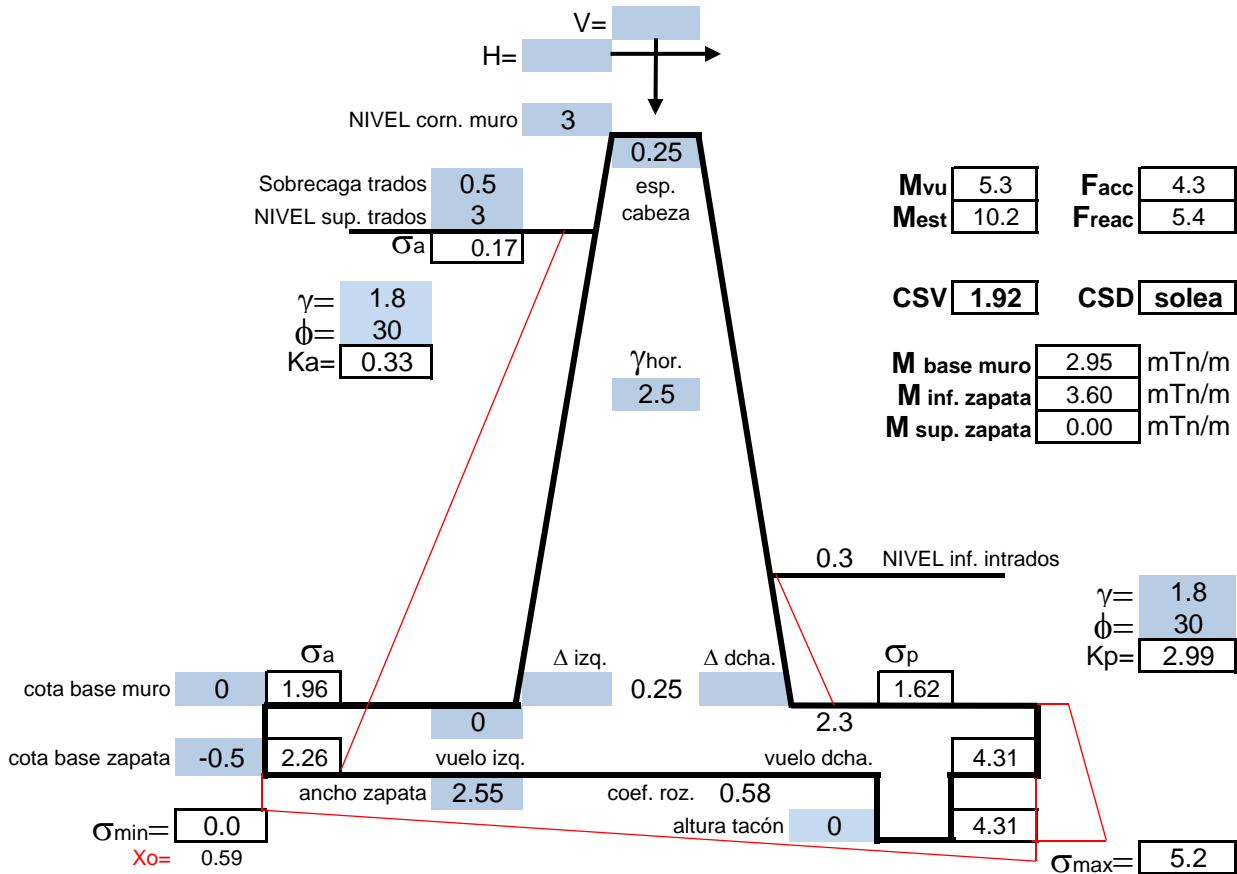 V=
H=
NIVEL corn. muro 3
0.25
esp.
cabeza
Sobrecaga trados 0.5
NIVEL sup. trados 3
σa 0.17
Mvu 5.3 Facc 4.3
Mest 10.2 Freac 5.4
γ= 1.8
ϕ= 30
Ka= 0.33
CSV 1.92 CSD solea
γhor.
2.5
M base muro 2.95 mTn/m
M inf. zapata 3.60 mTn/m
M sup. zapata 0.00 mTn/m
0.3 NIVEL inf. intrados
γ= 1.8
ϕ= 30
Kp= 2.99
σa Δ izq. Δ dcha. σp
cota base muro 0 1.96 0.25 1.62
0 2.3
cota base zapata -0.5 2.26 vuelo izq. vuelo dcha. 4.31
ancho zapata 2.55 coef. roz. 0.58
σmin= 0.0 altura tacón 0 4.31
Xo= 0.59 σmax= 5.2